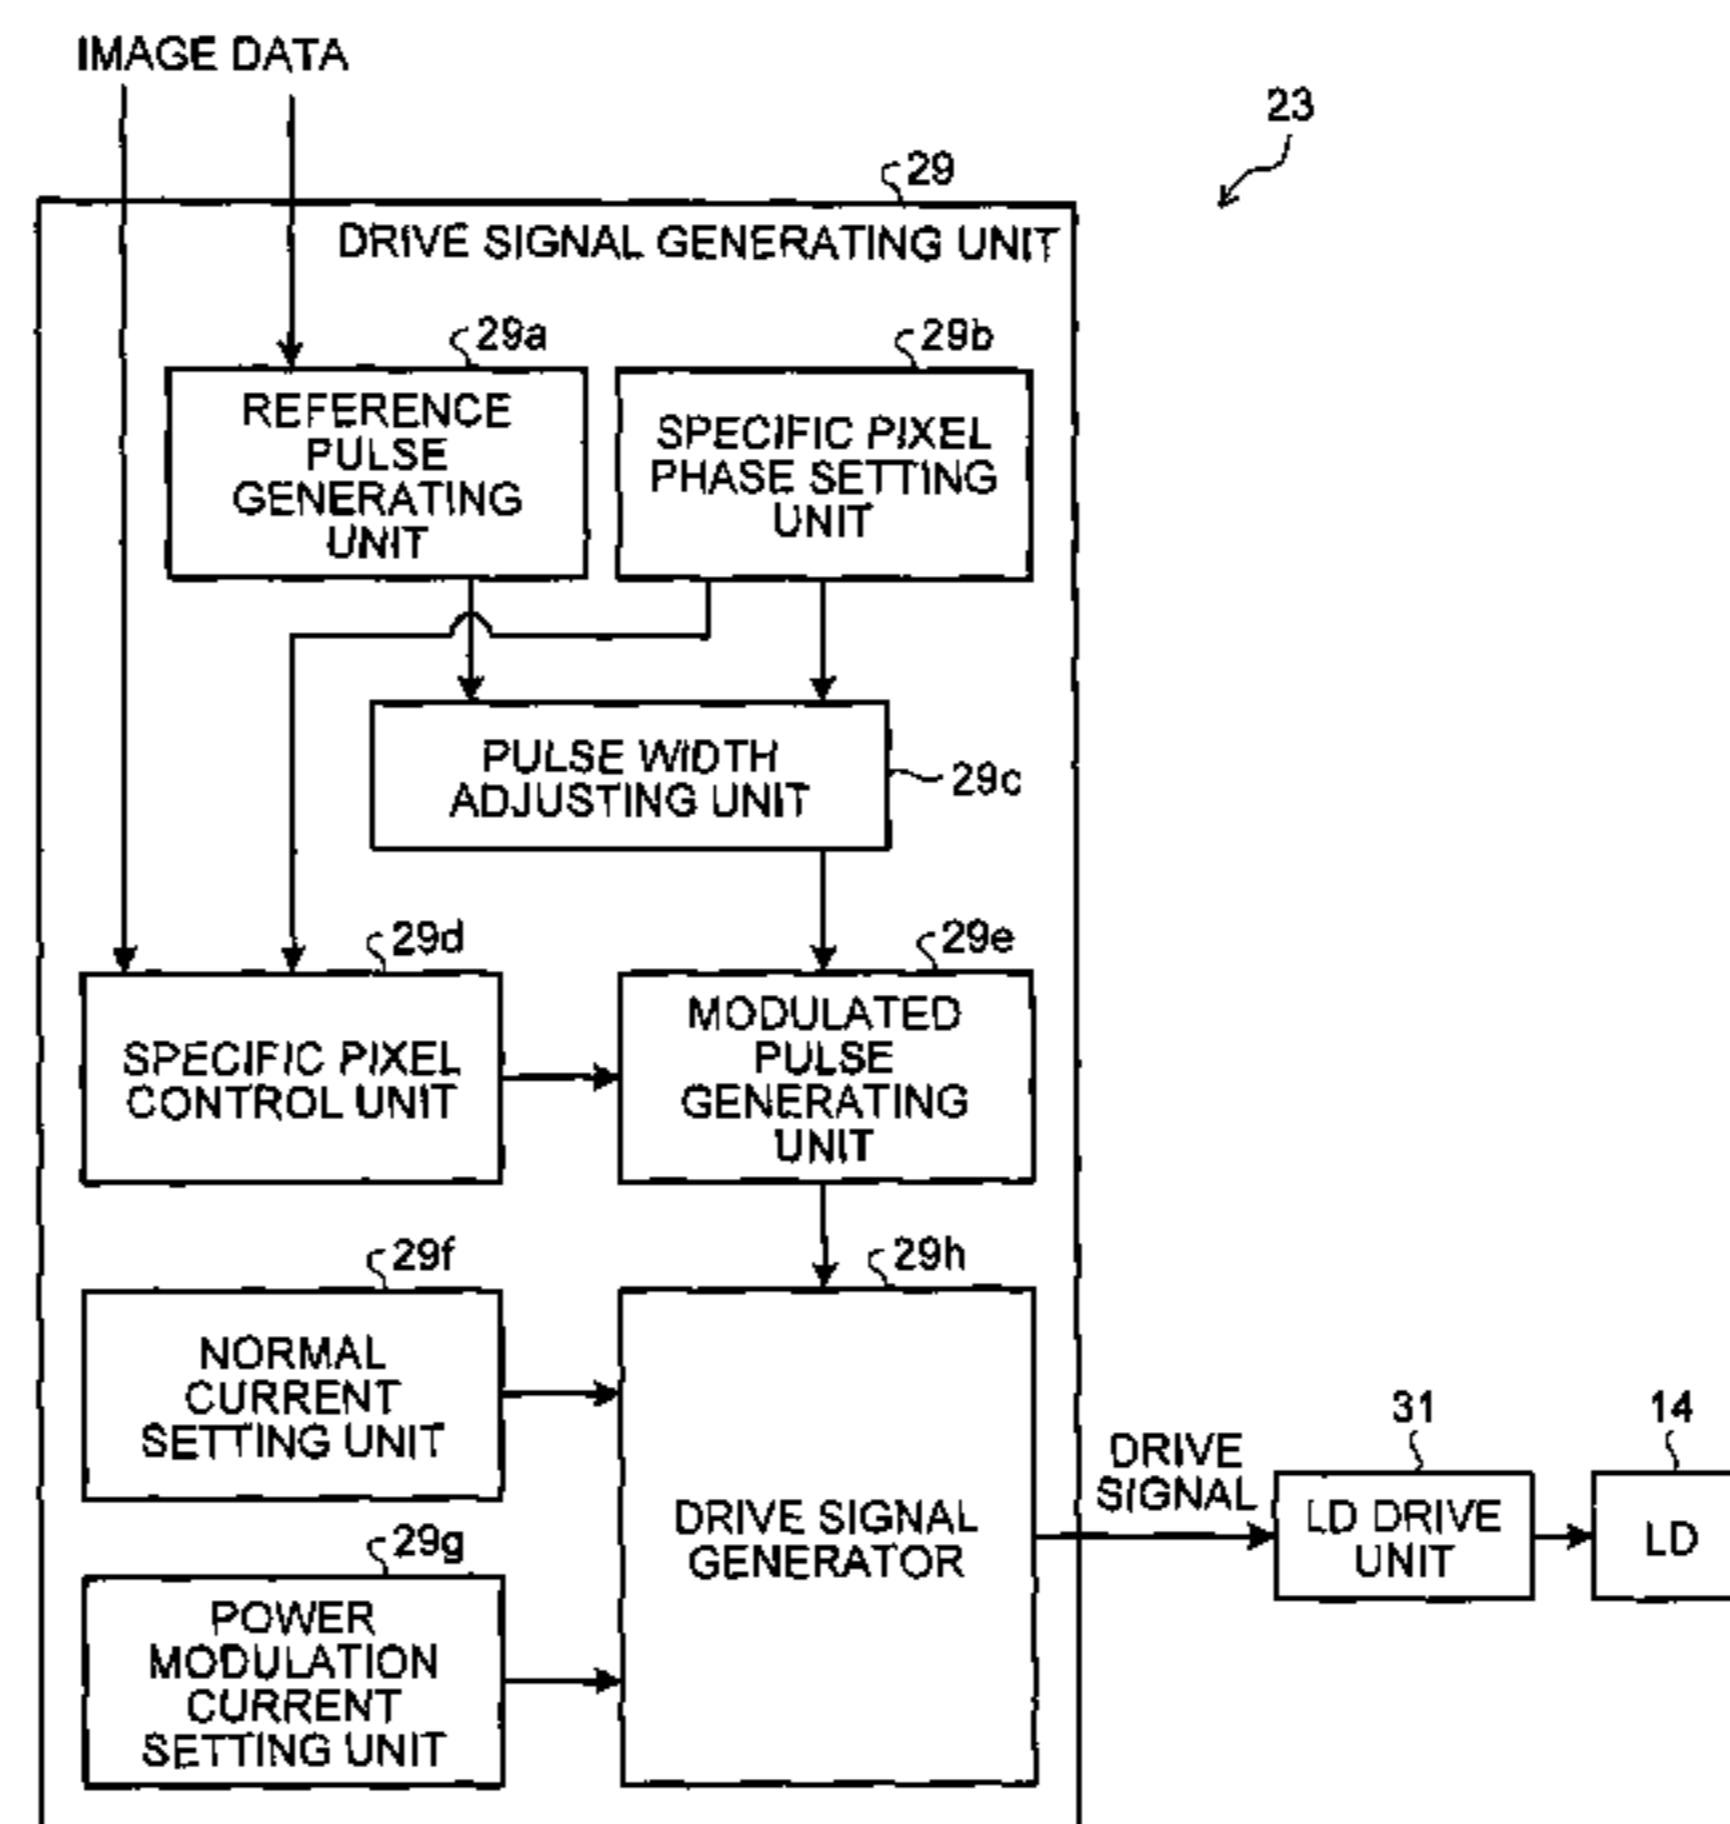 IMAGE DATA
23
29
DRIVE SIGNAL GENERATING UNIT
29a
REFERENCE
PULSE
GENERATING
UNIT
29b
SPECIFIC PIXEL
PHASE SETTING
UNIT
PULSE WIDTH
ADJUSTING UNIT
29c
29d
SPECIFIC PIXEL
CONTROL UNIT
29e
MODULATED
PULSE
GENERATING
UNIT
29f
NORMAL
CURRENT
SETTING UNIT
29h
DRIVE SIGNAL
GENERATOR
29g
POWER
MODULATION
CURRENT
SETTING UNIT
DRIVE
SIGNAL
31
LD DRIVE
UNIT
14
LD